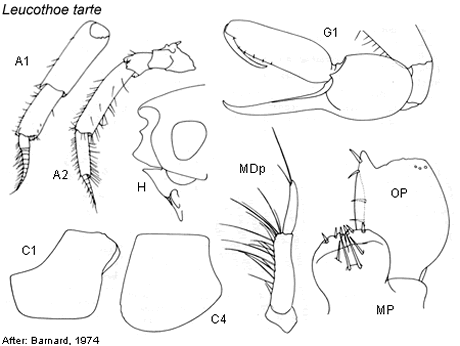 Leucothoe tarte
A1
G1
A2
H
MDp
OP
C1
C4
MP
After: Barnard, 1974